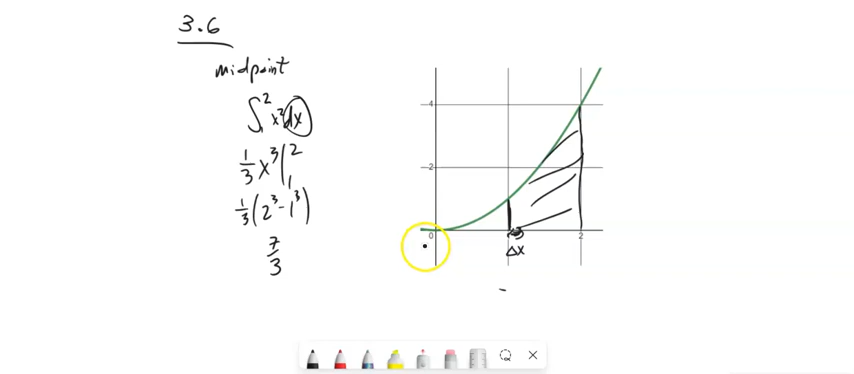 3.6
midpoint
∫₁² x² dx
1/3 x³ |₁²
1/3 (2³ - 1³)
7/3
4
2
0
2
Δx